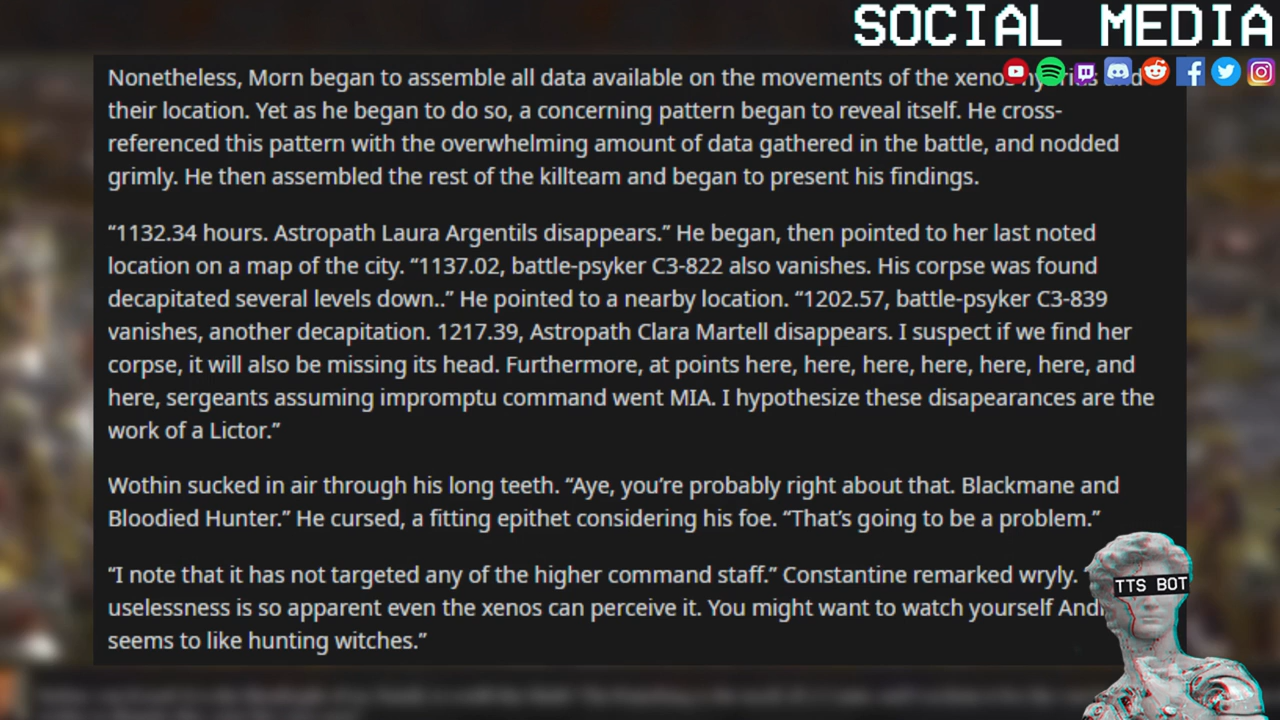 SOCIAL MEDIA
Nonetheless, Morn began to assemble all data available on the movements of the xenos
their location. Yet as he began to do so, a concerning pattern began to reveal itself. He cross-
referenced this pattern with the overwhelming amount of data gathered in the battle, and nodded
grimly. He then assembled the rest of the killteam and began to present his findings.
“1132.34 hours. Astropath Laura Argentils disappears.” He began, then pointed to her last noted
location on a map of the city. “1137.02, battle-psyker C3-822 also vanishes. His corpse was found
decapitated several levels down..” He pointed to a nearby location. “1202.57, battle-psyker C3-839
vanishes, another decapitation. 1217.39, Astropath Clara Martell disappears. I suspect if we find her
corpse, it will also be missing its head. Furthermore, at points here, here, here, here, here, here, and
here, sergeants assuming impromptu command went MIA. I hypothesize these disapearances are the
work of a Lictor.”
Wothin sucked in air through his long teeth. “Aye, you’re probably right about that. Blackmane and
Bloodied Hunter.” He cursed, a fitting epithet considering his foe. “That’s going to be a problem.”
“I note that it has not targeted any of the higher command staff.” Constantine remarked wryly.
uselessness is so apparent even the xenos can perceive it. You might want to watch yourself
seems to like hunting witches.”
TTS BOT